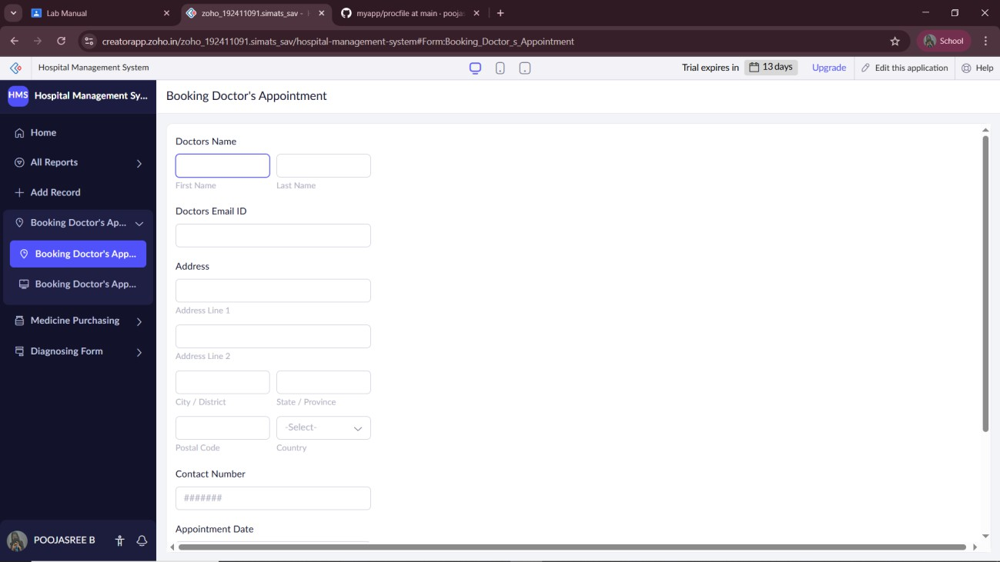 Lab Manual
zoho_192411091.simats_sav -
myapp/procfile at main · pooja
creatorapp.zoho.in/zoho_192411091.simats_sav/hospital-management-system#Form:Booking_Doctor_s_Appointment
School
Hospital Management System
Trial expires in 13 days
Upgrade
Edit this application
Help
HMS Hospital Management Sy...
Home
All Reports
Add Record
Booking Doctor's Ap...
Booking Doctor's App...
Booking Doctor's App...
Medicine Purchasing
Diagnosing Form
POOJASREE B
Booking Doctor's Appointment
Doctors Name
First Name Last Name
Doctors Email ID
Address
Address Line 1
Address Line 2
City / District State / Province
-Select-
Postal Code Country
Contact Number
#######
Appointment Date